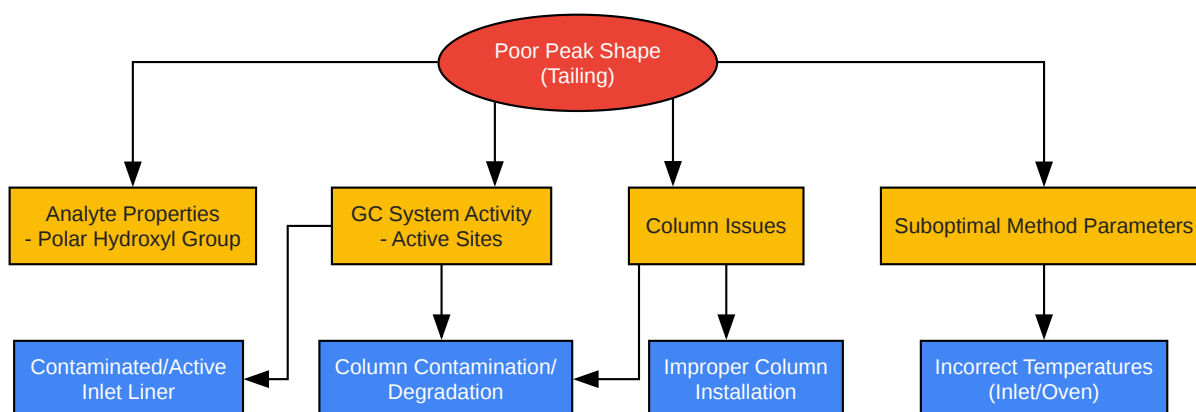 Poor Peak Shape
(Tailing)
Analyte Properties
- Polar Hydroxyl Group
GC System Activity
- Active Sites
Column Issues
Suboptimal Method Parameters
Contaminated/Active
Inlet Liner
Column Contamination/
Degradation
Improper Column
Installation
Incorrect Temperatures
(Inlet/Oven)